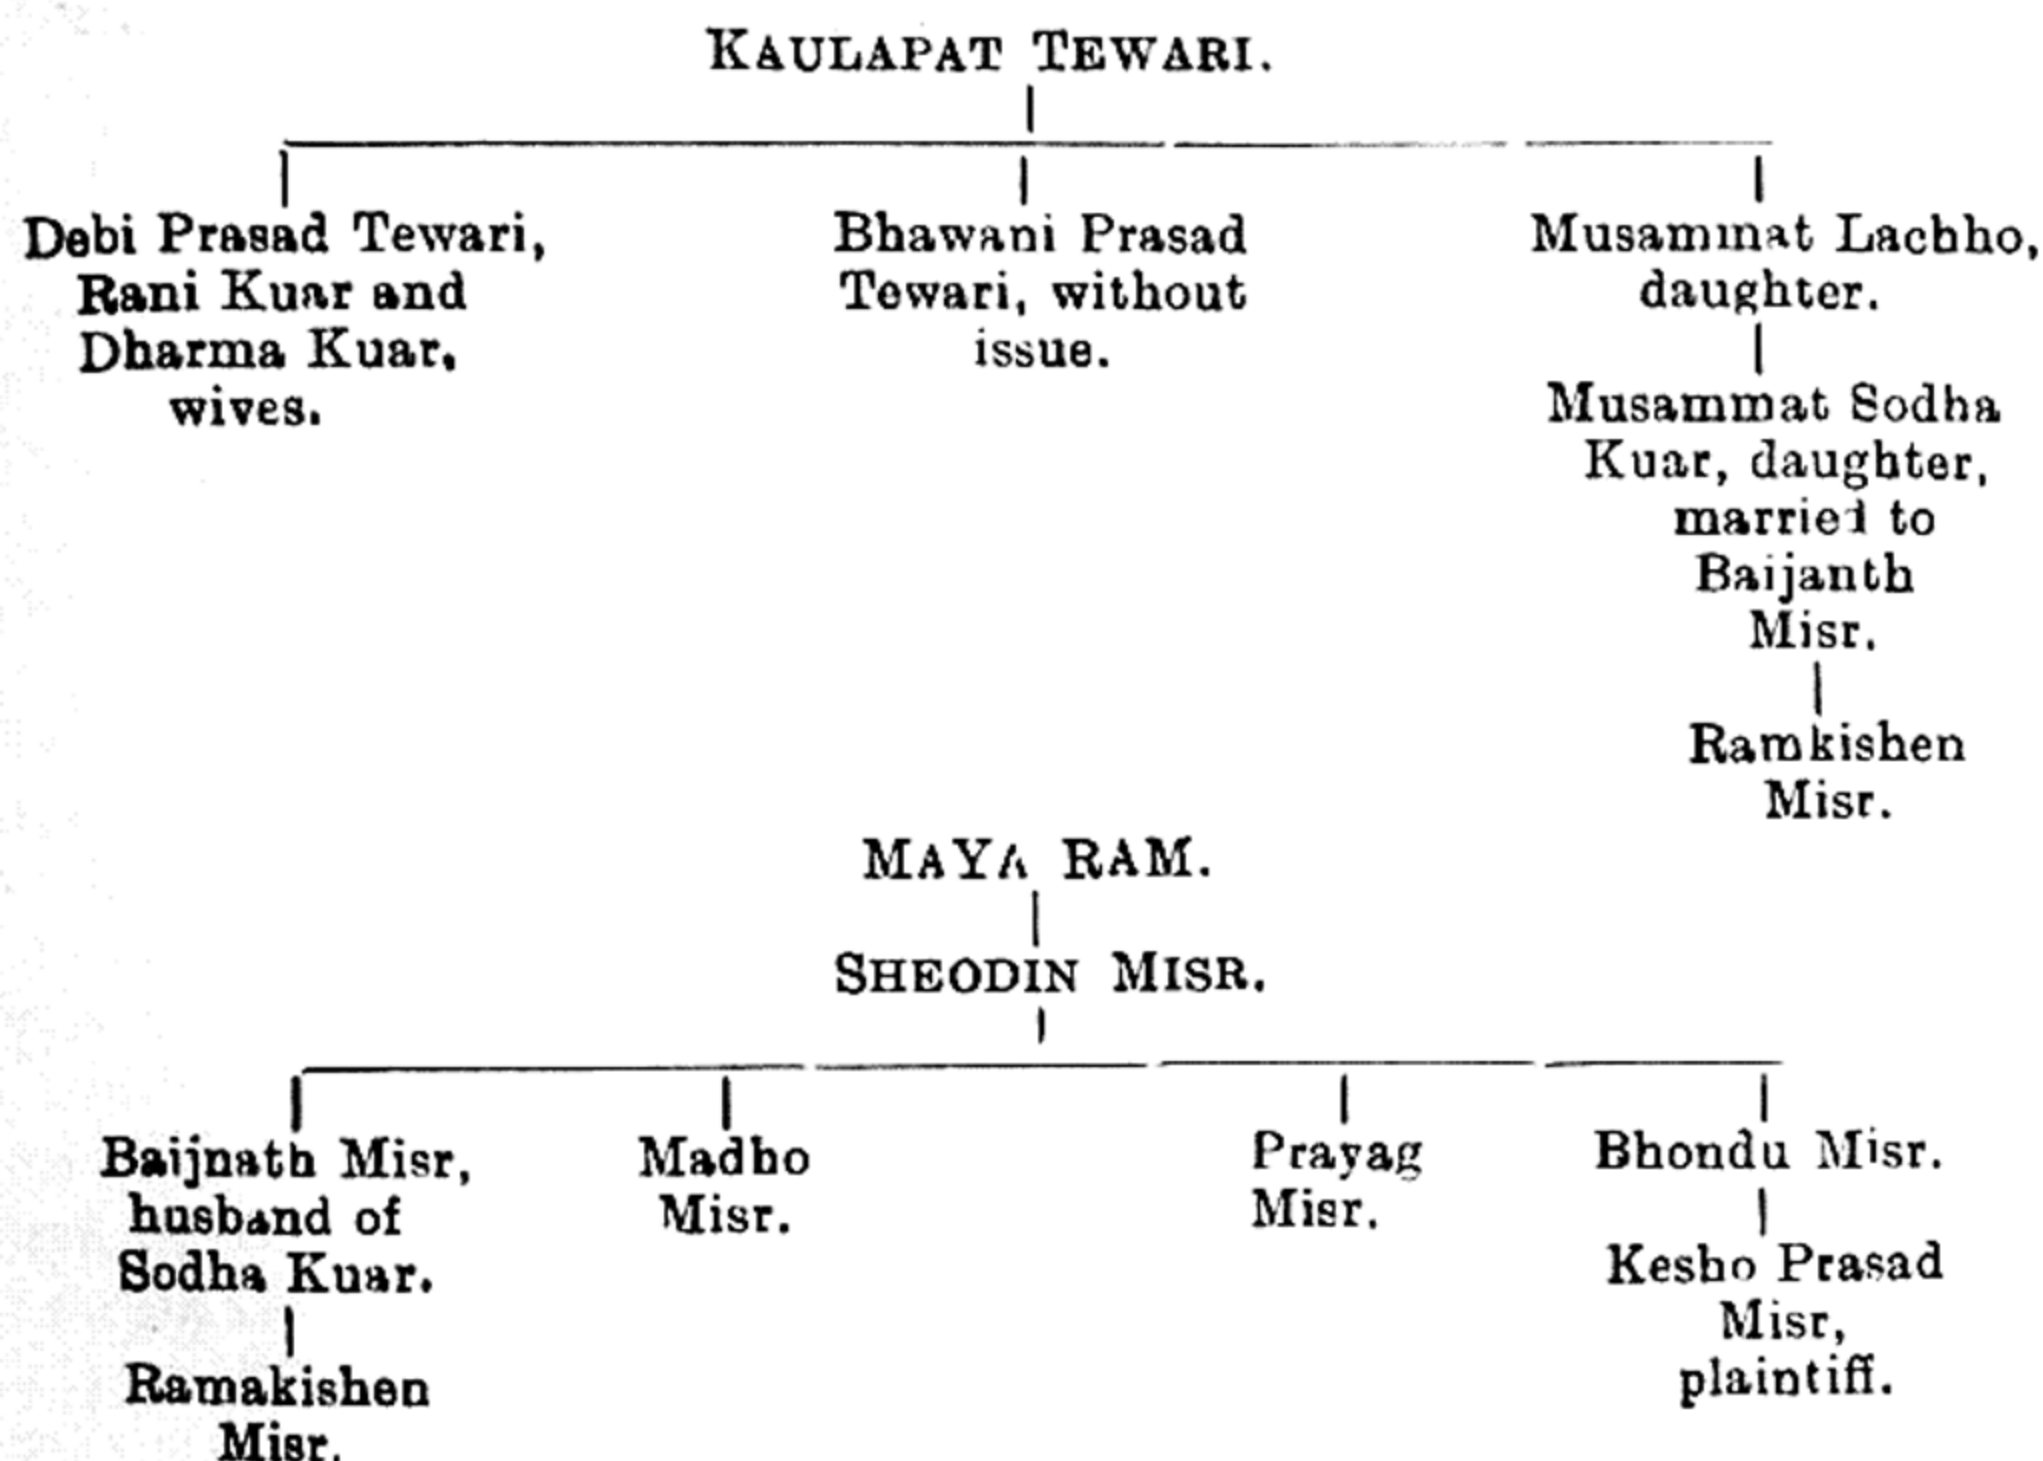 KAULAPAT TEWARI.
Debi Prasad Tewari,
Rani Kuar and
Dharma Kuar,
wives.
Bhawani Prasad
Tewari, without
issue.
Musammat Lachho,
daughter.
Musammat Sodha
Kuar, daughter,
married to
Baijanth
Misr.
Ramkishen
Misr.
MAYA RAM.
SHEODIN MISR.
Baijnath Misr,
husband of
Sodha Kuar.
Ramakishen
Misr.
Madho
Misr.
Prayag
Misr.
Bhondu Misr.
Kesho Prasad
Misr,
plaintiff.